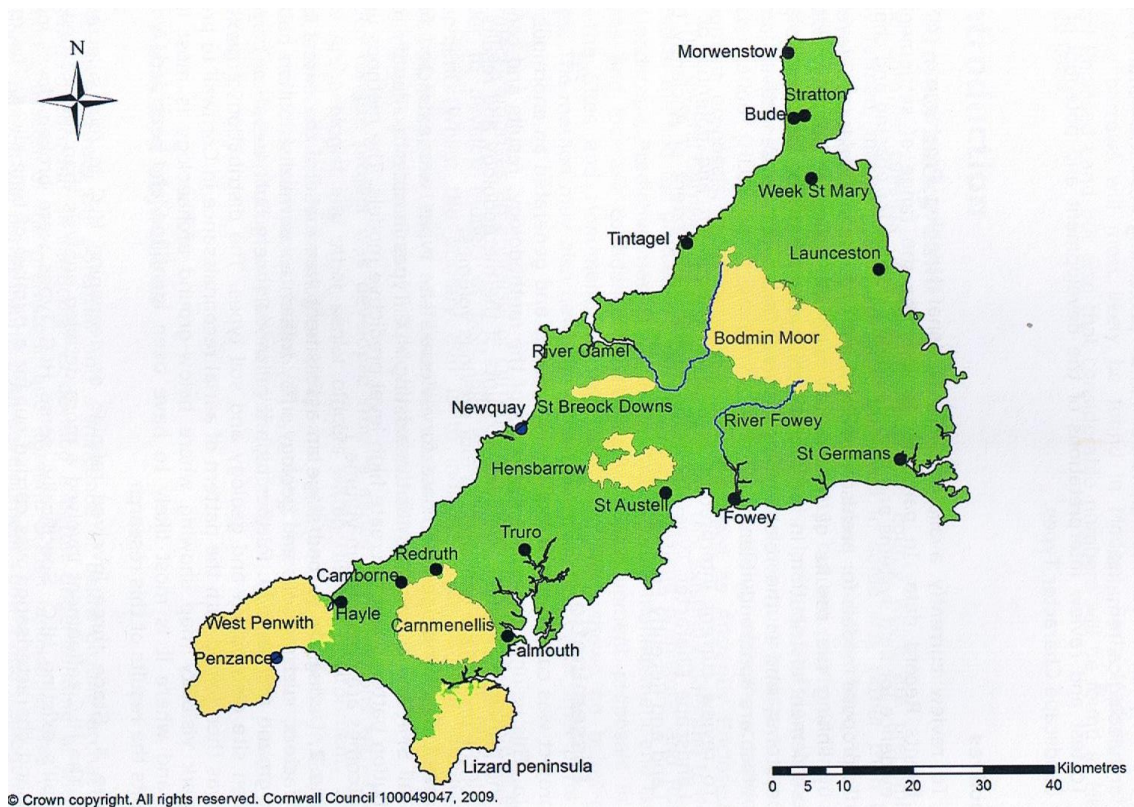 N
Morwenstow
Stratton
Bude
Week St Mary
Tintagel
Launceston
Bodmin Moor
River Camel
St Breock Downs
Newquay
River Fowey
St Germans
Hensbarrow
St Austell
Fowey
Truro
Redruth
Camborne
Hayle
West Penwith
Carnmenellis
Falmouth
Penzance
Lizard peninsula
Kilometres
0 5 10 20 30 40
© Crown copyright. All rights reserved. Cornwall Council 100049047, 2009.